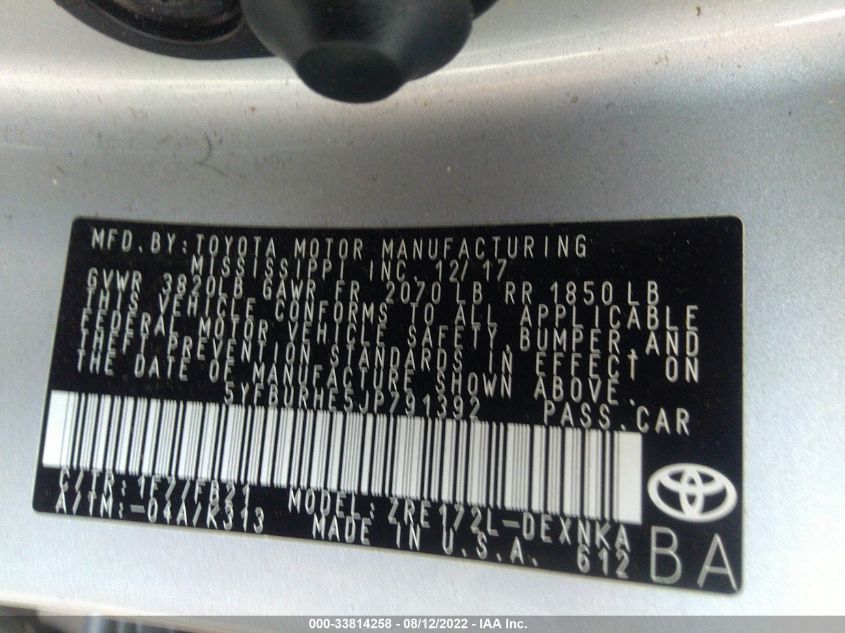 MFD. BY: TOYOTA MOTOR MANUFACTURING
MISSISSIPPI INC. 12/17
GVWR 3820LB GAWR FR 2070 LB RR 1850 LB
THIS VEHICLE CONFORMS TO ALL APPLICABLE
FEDERAL MOTOR VEHICLE SAFETY, BUMPER, AND
THEFT PREVENTION STANDARDS IN EFFECT ON
THE DATE OF MANUFACTURE SHOWN ABOVE.
5YFBURHE5JP791392 PASS. CAR
C/TR: 1F7/FB21 MODEL: ZRE172L-DEXNKA
A/TM: -01A/K313 MADE IN U.S.A. 612
BA
000-33814258 - 08/12/2022 - IAA Inc.